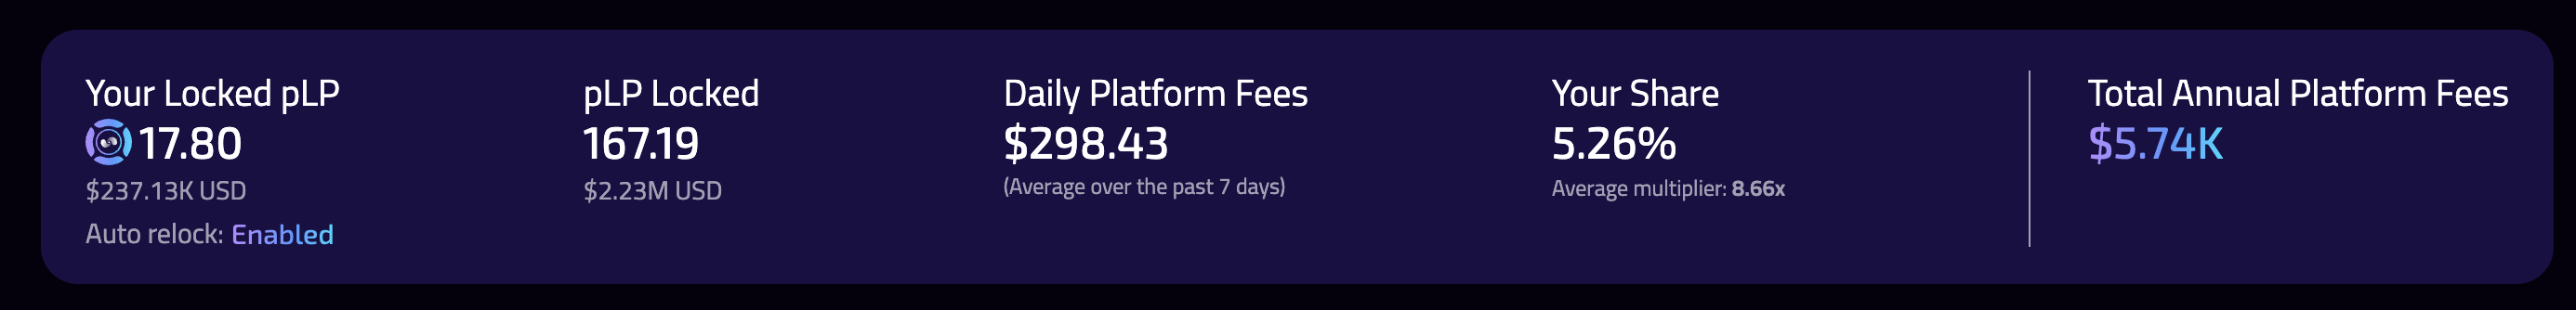 Your Locked pLP
17.80
$237.13K USD
Auto relock: Enabled
pLP Locked
167.19
$2.23M USD
Daily Platform Fees
$298.43
(Average over the past 7 days)
Your Share
5.26%
Average multiplier: 8.66x
Total Annual Platform Fees
$5.74K